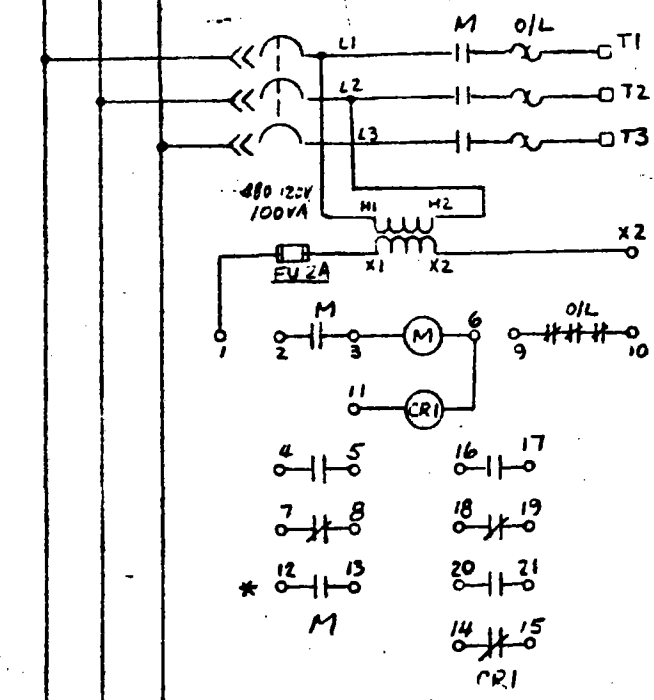 M O/L
L1 T1
L2 T2
L3 T3
480 120V
100VA
H1 H2
X2
X1 X2
FU 2A
M 6 O/L
M
1 2 3 9 10
11
CR1
4 5 16 17
7 8 18 19
* 12 13 20 21
M 14 15
CR1